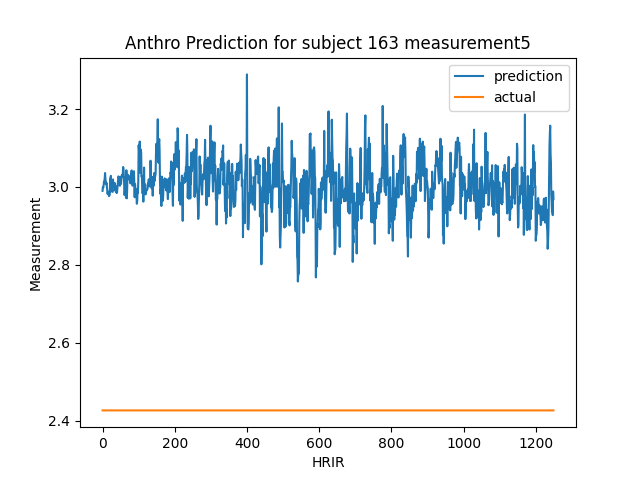 Anthro Prediction for subject 163 measurement5
prediction
actual
3.2
3.0
2.8
2.6
2.4
Measurement
0 200 400 600 800 1000 1200
HRIR